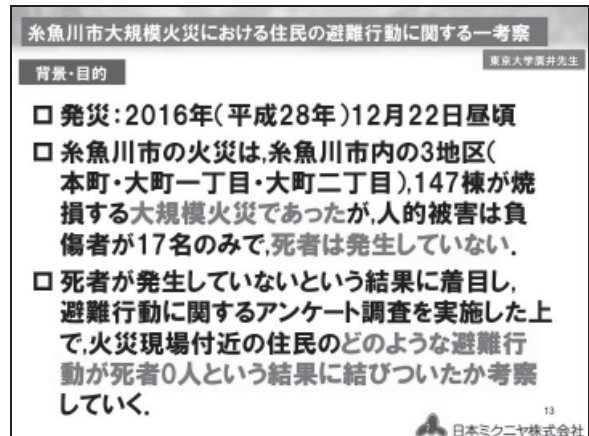 糸魚川市大規模火災における住民の避難行動に関する一考察
東京大学廣井先生
背景・目的
□ 発災:2016年(平成28年)12月22日昼頃
□ 糸魚川市の火災は,糸魚川市内の3地区(
本町・大町一丁目・大町二丁目),147棟が焼
損する大規模火災であったが,人的被害は負
傷者が17名のみで,死者は発生していない.
□ 死者が発生していないという結果に着目し,
避難行動に関するアンケート調査を実施した上
で,火災現場付近の住民のどのような避難行
動が死者0人という結果に結びついたか考察
していく.
13
日本ミクニヤ株式会社